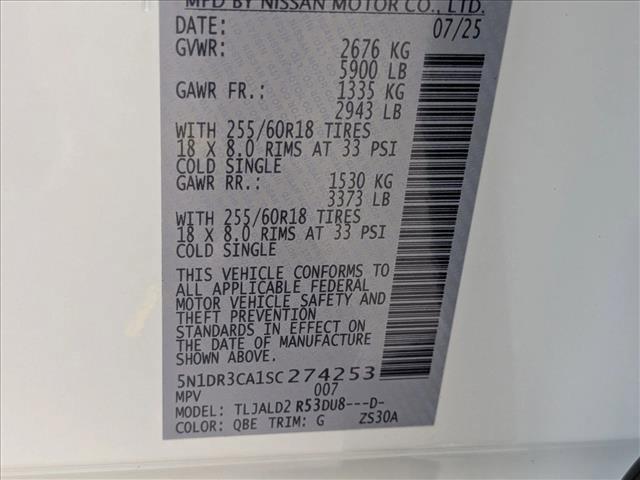 MFD BY NISSAN MOTOR CO., LTD.
DATE: 07/25
GVWR: 2676 KG
5900 LB
GAWR FR.: 1335 KG
2943 LB
WITH 255/60R18 TIRES
18 X 8.0 RIMS AT 33 PSI
COLD SINGLE
GAWR RR.: 1530 KG
3373 LB
WITH 255/60R18 TIRES
18 X 8.0 RIMS AT 33 PSI
COLD SINGLE
THIS VEHICLE CONFORMS TO
ALL APPLICABLE FEDERAL
MOTOR VEHICLE SAFETY AND
THEFT PREVENTION
STANDARDS IN EFFECT ON
THE DATE OF MANUFACTURE
SHOWN ABOVE.
5N1DR3CA1SC274253
MPV 007
MODEL: TLJALD2 R53DU8---D-
COLOR: QBE TRIM: G ZS30A